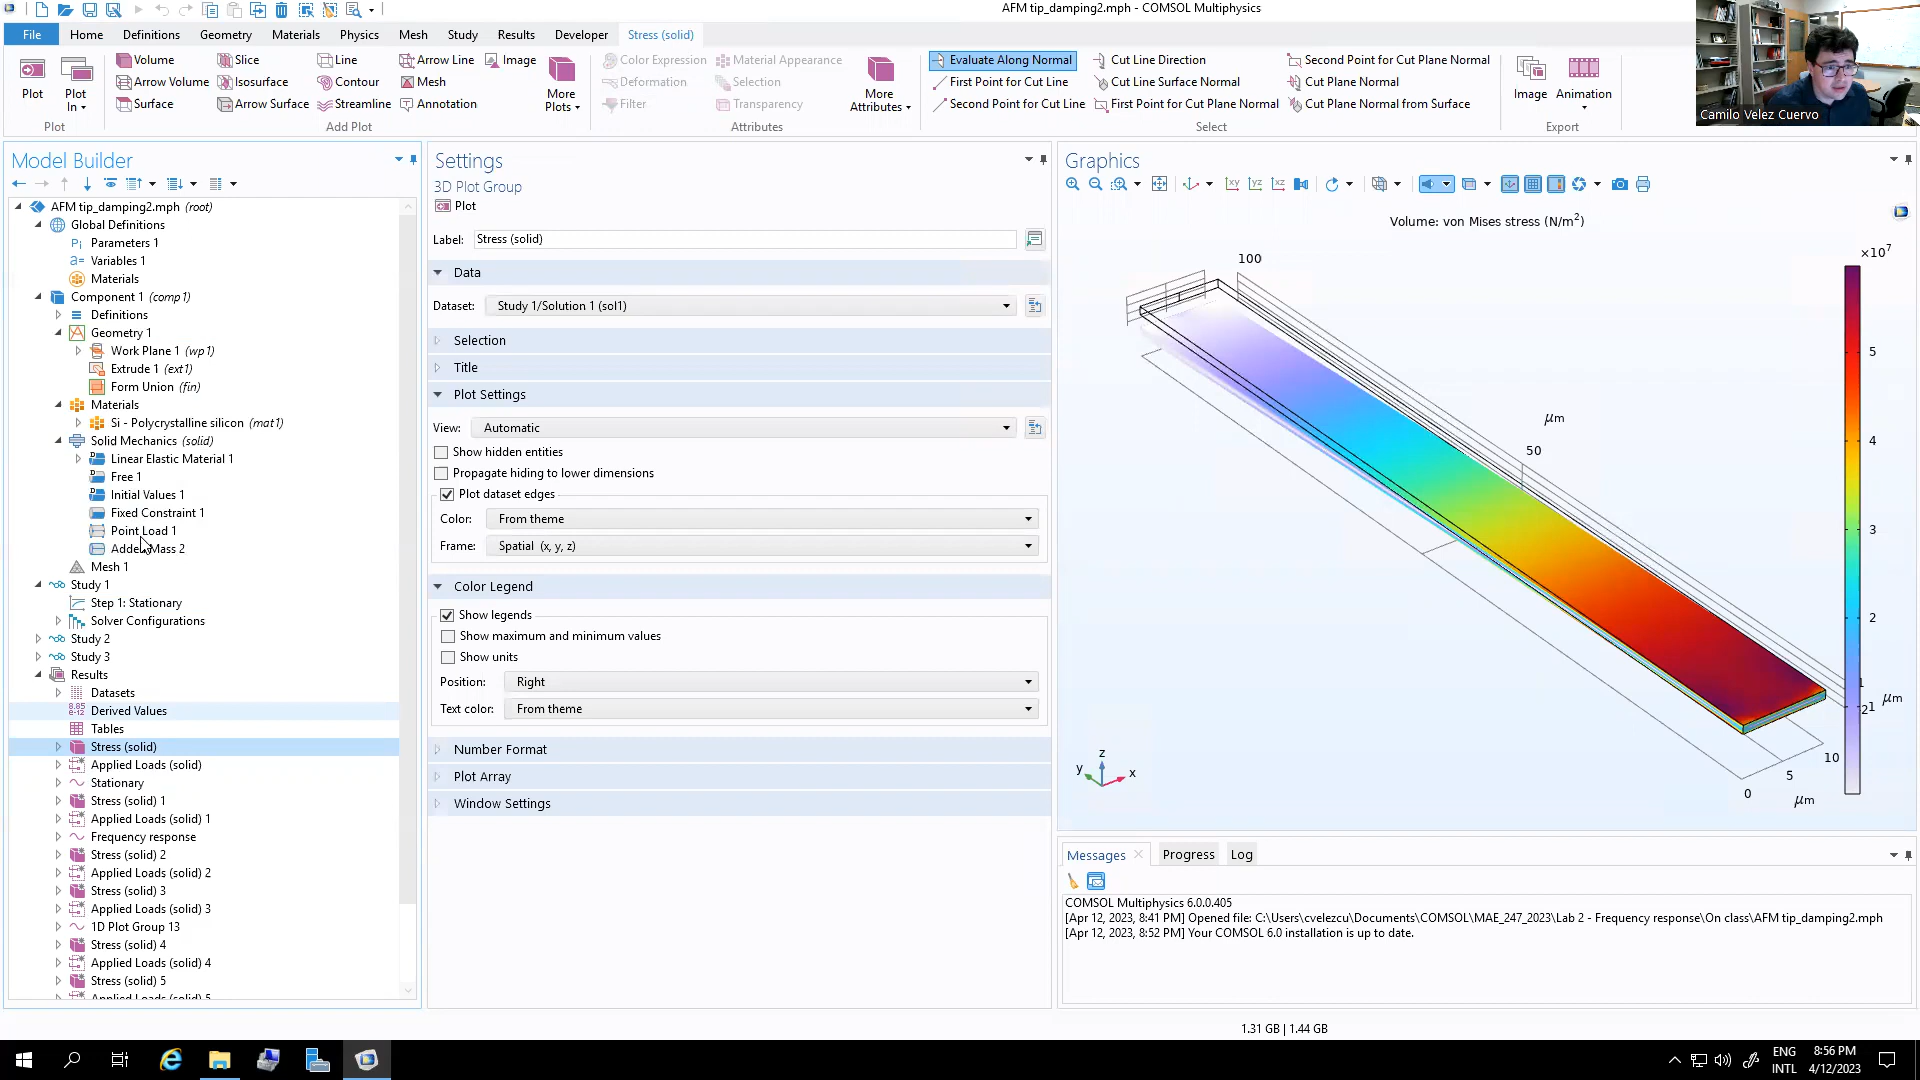 AFM tip_damping2.mph - COMSOL Multiphysics
File Home Definitions Geometry Materials Physics Mesh Study Results Developer Stress (solid)
Plot
Plot In
Plot
Volume
Arrow Volume
Surface
Slice
Isosurface
Arrow Surface
Line
Contour
Streamline
Arrow Line
Mesh
Annotation
Image
More Plots
Add Plot
Color Expression
Deformation
Filter
Material Appearance
Selection
Transparency
More Attributes
Attributes
Evaluate Along Normal
First Point for Cut Line
Second Point for Cut Line
Cut Line Direction
Cut Line Surface Normal
First Point for Cut Plane Normal
Second Point for Cut Plane Normal
Cut Plane Normal
Cut Plane Normal from Surface
Select
Image
Animation
Export
Camilo Velez Cuervo
Model Builder
AFM tip_damping2.mph (root)
Global Definitions
Pi Parameters 1
a= Variables 1
Materials
Component 1 (comp1)
Definitions
Geometry 1
Work Plane 1 (wp1)
Extrude 1 (ext1)
Form Union (fin)
Materials
Si - Polycrystalline silicon (mat1)
Solid Mechanics (solid)
Linear Elastic Material 1
Free 1
Initial Values 1
Fixed Constraint 1
Point Load 1
Added Mass 2
Mesh 1
Study 1
Step 1: Stationary
Solver Configurations
Study 2
Study 3
Results
Datasets
8.85 e-12 Derived Values
Tables
Stress (solid)
Applied Loads (solid)
Stationary
Stress (solid) 1
Applied Loads (solid) 1
Frequency response
Stress (solid) 2
Applied Loads (solid) 2
Stress (solid) 3
Applied Loads (solid) 3
1D Plot Group 13
Stress (solid) 4
Applied Loads (solid) 4
Stress (solid) 5
Applied Loads (solid) 5
Settings
3D Plot Group
Plot
Label: Stress (solid)
Data
Dataset: Study 1/Solution 1 (sol1)
Selection
Title
Plot Settings
View: Automatic
Show hidden entities
Propagate hiding to lower dimensions
Plot dataset edges
Color: From theme
Frame: Spatial (x, y, z)
Color Legend
Show legends
Show maximum and minimum values
Show units
Position: Right
Text color: From theme
Number Format
Plot Array
Window Settings
Graphics
xy yz xz
Volume: von Mises stress (N/m²)
×10⁷
100
5
µm
4
50
3
2
1
21 µm
10
5
0 µm
z
y x
Messages Progress Log
COMSOL Multiphysics 6.0.0.405
[Apr 12, 2023, 8:41 PM] Opened file: C:\Users\cvelezcu\Documents\COMSOL\MAE_247_2023\Lab 2 - Frequency response\On class\AFM tip_damping2.mph
[Apr 12, 2023, 8:52 PM] Your COMSOL 6.0 installation is up to date.
1.31 GB | 1.44 GB
ENG INTL
8:56 PM
4/12/2023